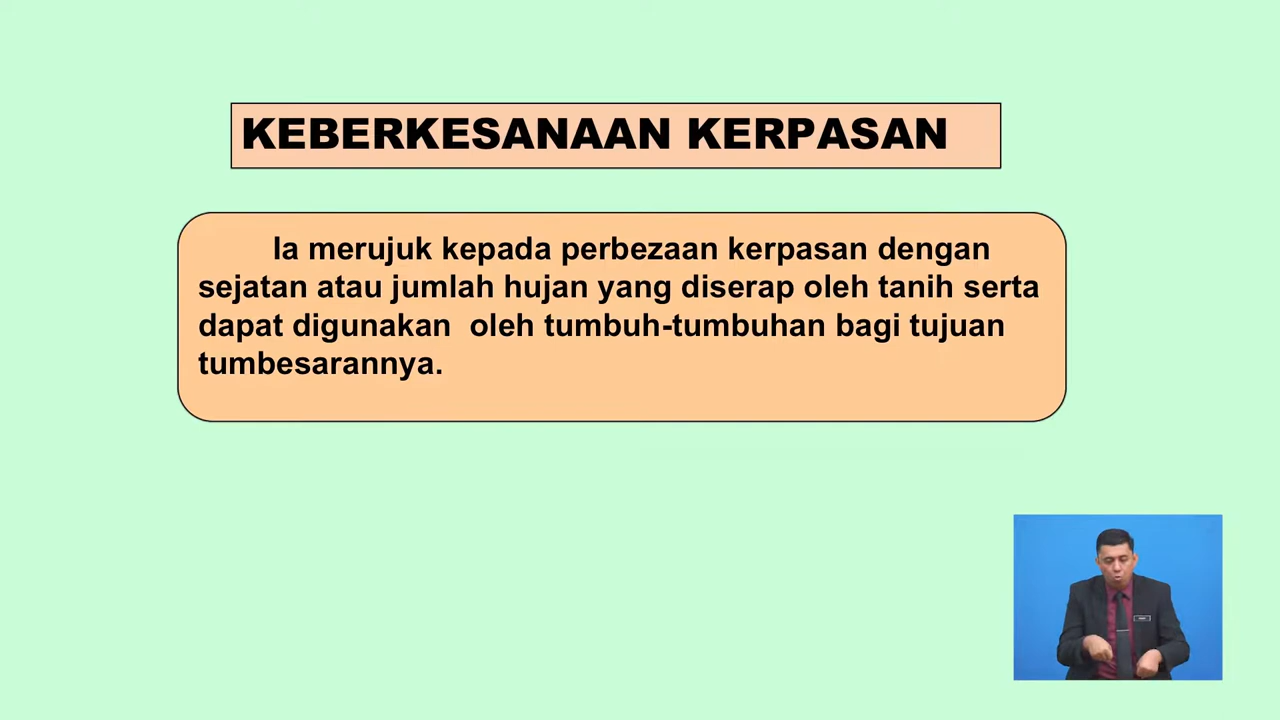 KEBERKESANAAN KERPASAN
Ia merujuk kepada perbezaan kerpasan dengan
sejatan atau jumlah hujan yang diserap oleh tanih serta
dapat digunakan oleh tumbuh-tumbuhan bagi tujuan
tumbesarannya.